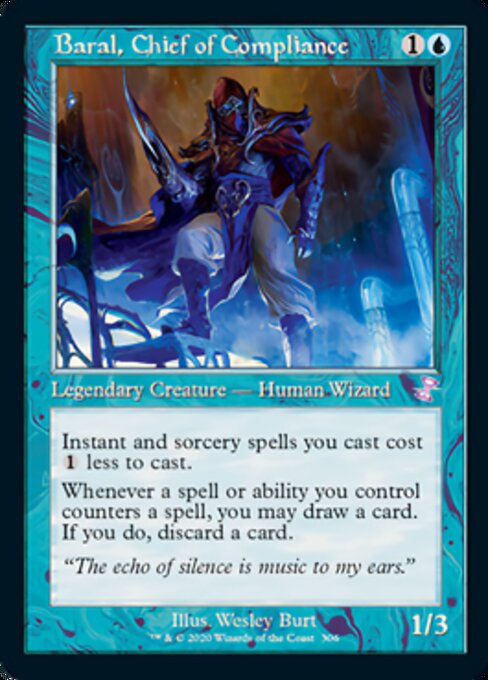 Baral, Chief of Compliance 1
Legendary Creature — Human Wizard
Instant and sorcery spells you cast cost
1 less to cast.
Whenever a spell or ability you control
counters a spell, you may draw a card.
If you do, discard a card.
“The echo of silence is music to my ears.”
Illus. Wesley Burt
1/3
™ & © 2020 Wizards of the Coast 306